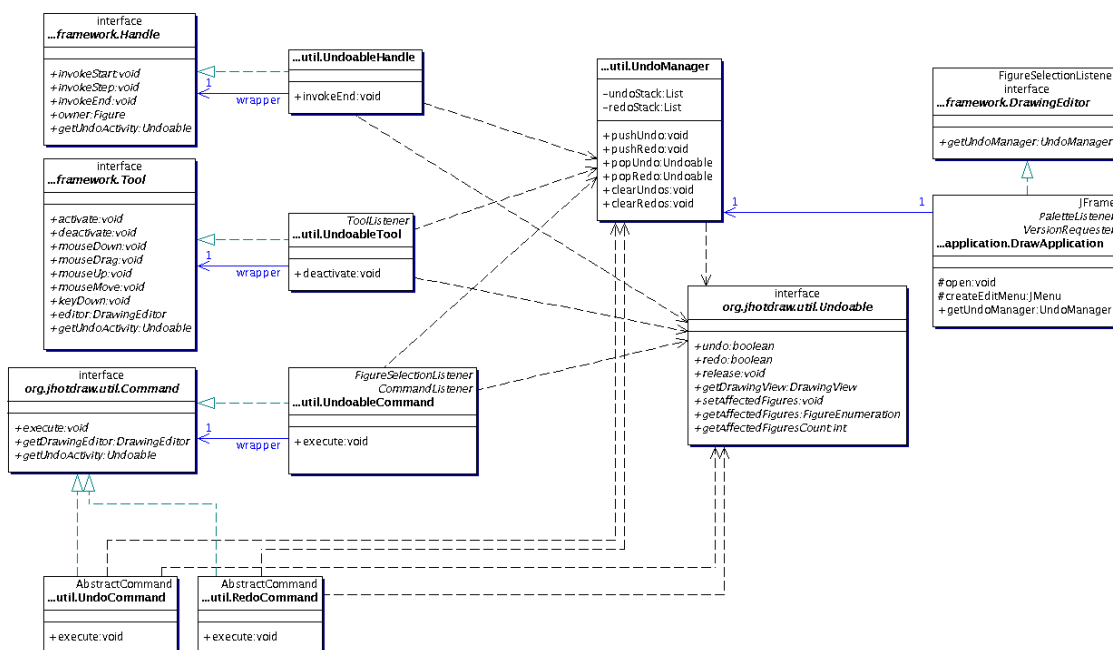 interface
...framework.Handle
+invokeStart:void
+invokeStep:void
+invokeEnd:void
+owner:Figure
+getUndoActivity:Undoable
1
wrapper
...util.UndoableHandle
+invokeEnd:void
...util.UndoManager
-undoStack:List
-redoStack:List
+pushUndo:void
+pushRedo:void
+popUndo:Undoable
+popRedo:Undoable
+clearUndos:void
+clearRedos:void
FigureSelectionListener
interface
...framework.DrawingEditor
+getUndoManager:UndoManager
interface
...framework.Tool
+activate:void
+deactivate:void
+mouseDown:void
+mouseDrag:void
+mouseUp:void
+mouseMove:void
+keyDown:void
+editor:DrawingEditor
+getUndoActivity:Undoable
1
wrapper
ToolListener
...util.UndoableTool
+deactivate:void
1
1
JFrame
PaletteListener
VersionRequester
...application.DrawApplication
#open:void
#createEditMenu:JMenu
+getUndoManager:UndoManager
interface
org.jhotdraw.util.Undoable
+undo:boolean
+redo:boolean
+release:void
+getDrawingView:DrawingView
+setAffectedFigures:void
+getAffectedFigures:FigureEnumeration
+getAffectedFiguresCount:int
interface
org.jhotdraw.util.Command
+execute:void
+getDrawingEditor:DrawingEditor
+getUndoActivity:Undoable
1
wrapper
FigureSelectionListener
CommandListener
...util.UndoableCommand
+execute:void
AbstractCommand
...util.UndoCommand
+execute:void
AbstractCommand
...util.RedoCommand
+execute:void